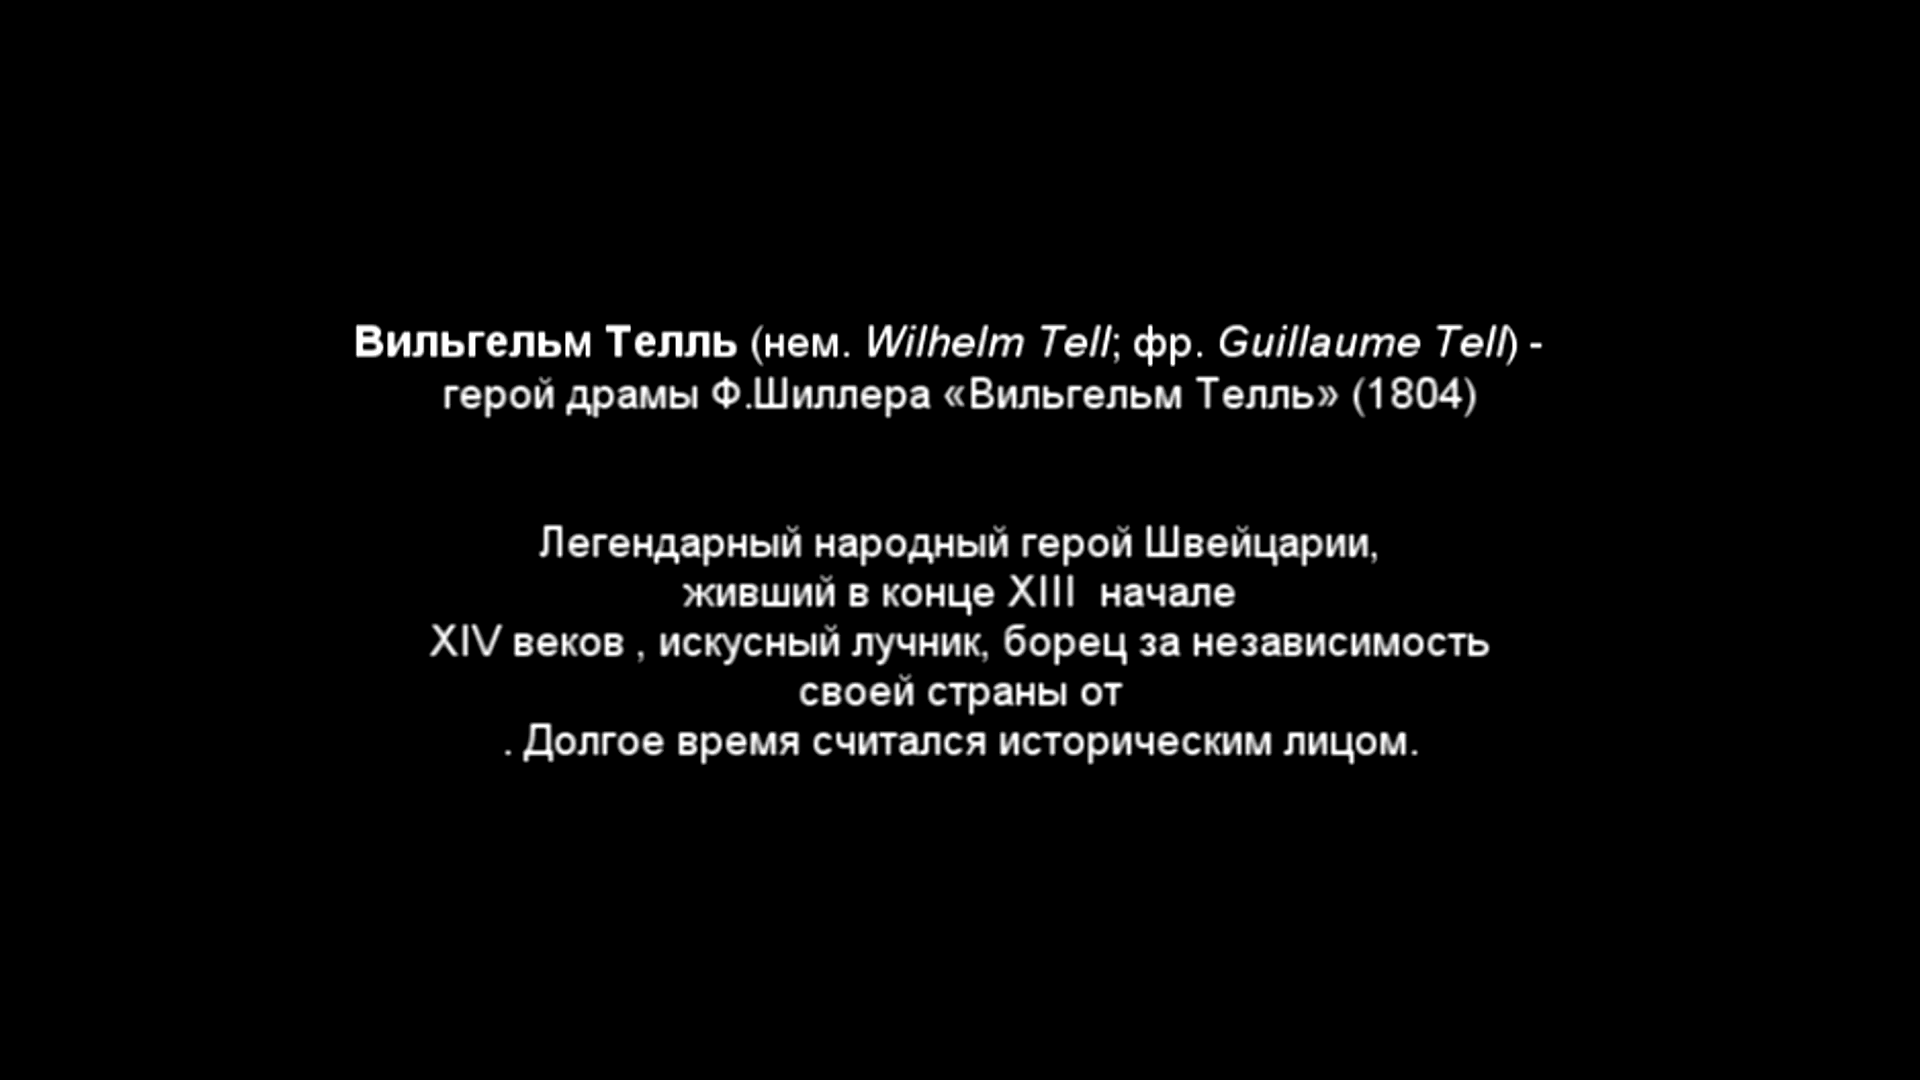 Вильгельм Телль (нем. Wilhelm Tell; фр. Guillaume Tell) -
герой драмы Ф.Шиллера «Вильгельм Телль» (1804)
Легендарный народный герой Швейцарии,
живший в конце XIII  начале
XIV веков , искусный лучник, борец за независимость
своей страны от
. Долгое время считался историческим лицом.